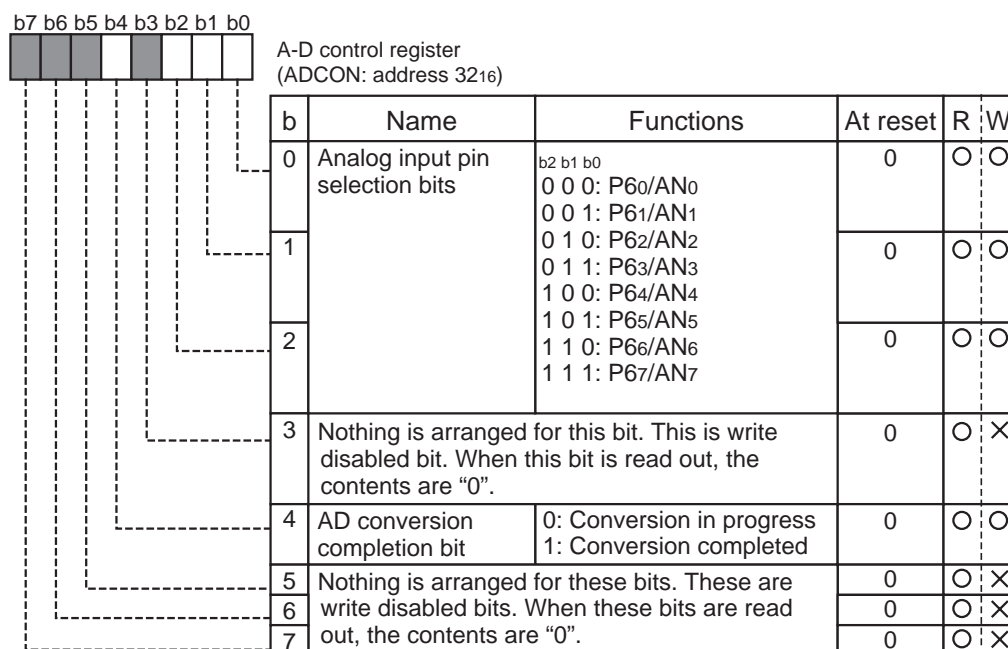 b7 b6 b5 b4 b3 b2 b1 b0
A-D control register
(ADCON: address 3216)
b Name Functions At reset R W
0 Analog input pin selection bits
b2 b1 b0
0 0 0: P60/AN0
0 0 1: P61/AN1
0 1 0: P62/AN2
0 1 1: P63/AN3
1 0 0: P64/AN4
1 0 1: P65/AN5
1 1 0: P66/AN6
1 1 1: P67/AN7
0 ○ ○
1 0 ○ ○
2 0 ○ ○
3 Nothing is arranged for this bit. This is write
disabled bit. When this bit is read out, the
contents are “0”.
0 ○ ×
4 AD conversion
completion bit
0: Conversion in progress
1: Conversion completed
0 ○ ○
5 Nothing is arranged for these bits. These are 0 ○ ×
6 write disabled bits. When these bits are read 0 ○ ×
7 out, the contents are “0”. 0 ○ ×